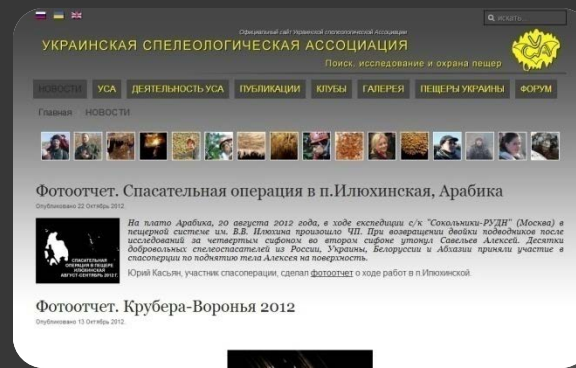 искать...
Официальный сайт Украинской спелеологической Ассоциации
УКРАИНСКАЯ СПЕЛЕОЛОГИЧЕСКАЯ АССОЦИАЦИЯ
Поиск, исследование и охрана пещер
НОВОСТИ УСА ДЕЯТЕЛЬНОСТЬ УСА ПУБЛИКАЦИИ КЛУБЫ ГАЛЕРЕЯ ПЕЩЕРЫ УКРАИНЫ ФОРУМ
Главная НОВОСТИ
Фотоотчет. Спасательная операция в п.Илюхинская, Арабика
Опубликовано 22 Октябрь 2012.
На плато Арабика, 20 августа 2012 года, в ходе експедиции с/к "Сокольники-РУДН" (Москва) в
пещерной системе им. В.В. Илюхина произошло ЧП. При возвращении двойки подводников после
исследований за четвертым сифоном во втором сифоне утонул Савельев Алексей. Десятки
добровольных спелеоспасателей из России, Украины, Белоруссии и Абхазии приняли участие в
спасоперции по поднятию тела Алексея на поверхность.
СПАСАТЕЛЬНАЯ
ОПЕРАЦИЯ В ПЕЩЕРЕ
ИЛЮХИНСКАЯ
АВГУСТ-СЕНТЯБРЬ 2012 Г.
Юрий Касьян, участник спасоперации, сделал фотоотчет о ходе работ в п.Илюхинской.
Фотоотчет. Крубера-Воронья 2012
Опубликовано 13 Октябрь 2012.